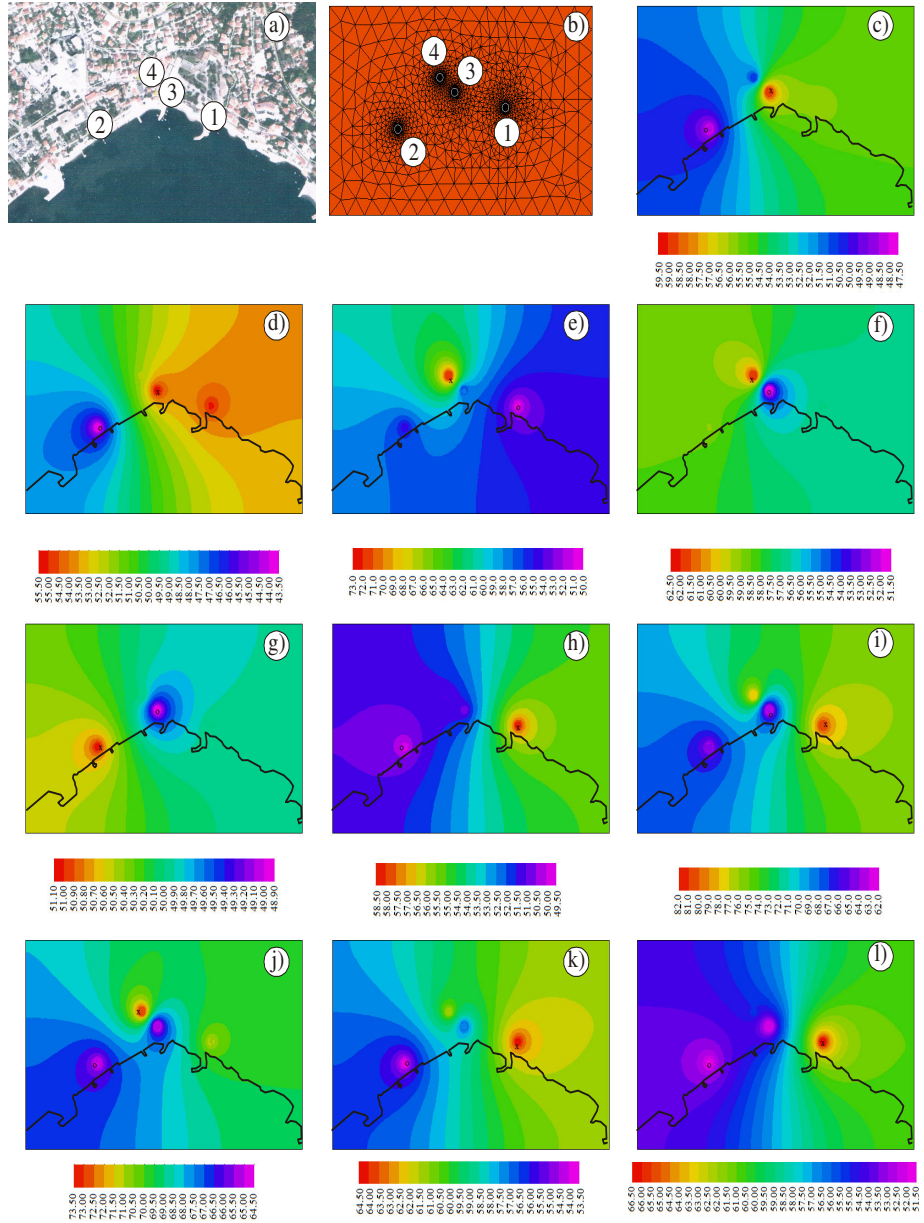 a)
4
3
1
2
b)
4
3
1
2
c)
59.50 59.00 58.50 58.00 57.50 57.00 56.50 56.00 55.50 55.00 54.50 54.00 53.00 52.50 52.00 51.50 51.00 50.00 49.00 48.00 47.50
d)
55.50 55.00 54.50 54.00 53.50 53.00 52.50 52.00 51.50 51.00 50.50 50.00 49.50 48.50 48.00 47.50 47.00 46.50 46.00 45.50 45.00 44.50 44.00 43.50
e)
73.0 72.0 71.0 70.0 69.0 68.0 67.0 66.0 65.0 64.0 63.0 62.0 61.0 60.0 59.0 58.0 57.0 56.0 55.0 54.0 53.0 52.0 51.0 50.0
f)
62.50 62.00 61.50 61.00 60.50 60.00 59.50 59.00 58.50 58.00 57.50 57.00 56.50 55.50 55.00 54.50 54.00 53.50 53.00 52.50 52.00 51.50
g)
51.10 51.00 50.90 50.80 50.70 50.60 50.50 50.40 50.30 50.20 50.10 50.00 49.90 49.80 49.70 49.60 49.50 49.40 49.30 49.20 49.10 49.00 48.90
h)
58.50 58.00 57.50 57.00 56.50 56.00 55.50 55.00 54.50 54.00 53.00 52.50 52.00 51.50 50.50 50.00 49.50
i)
82.0 81.0 80.0 79.0 78.0 77.0 76.0 75.0 74.0 73.0 72.0 71.0 70.0 69.0 68.0 67.0 66.0 65.0 64.0 63.0 62.0
j)
73.50 73.00 72.50 72.00 71.50 71.00 70.50 70.00 69.50 69.00 68.50 68.00 67.50 67.00 66.50 66.00 65.50 65.00 64.50
k)
64.50 64.00 63.50 63.00 62.50 62.00 61.50 61.00 60.50 60.00 59.50 59.00 58.50 58.00 57.50 57.00 56.50 56.00 55.50 55.00 54.50 54.00 53.50
l)
66.50 66.00 65.50 65.00 64.50 64.00 63.50 63.00 62.50 62.00 61.50 61.00 60.50 60.00 59.50 59.00 58.50 58.00 57.50 57.00 56.50 56.00 55.50 55.00 54.50 54.00 53.50 53.00 52.50 52.00 51.50